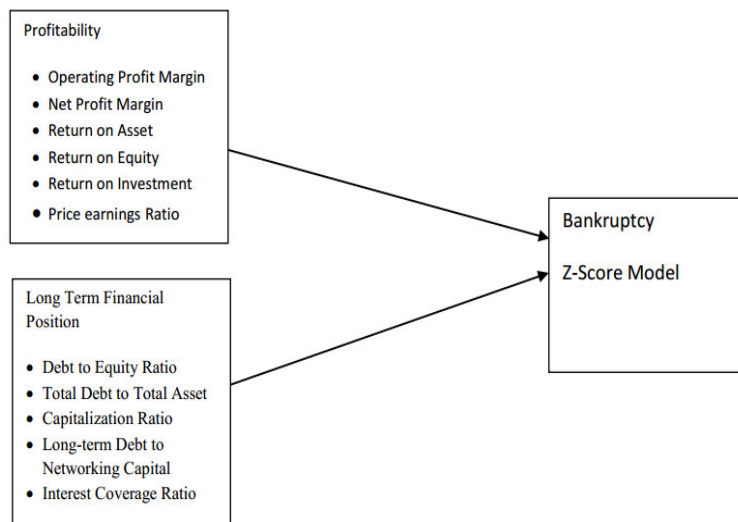 Profitability
• Operating Profit Margin
• Net Profit Margin
• Return on Asset
• Return on Equity
• Return on Investment
• Price earnings Ratio
Long Term Financial
Position
• Debt to Equity Ratio
• Total Debt to Total Asset
• Capitalization Ratio
• Long-term Debt to
Networking Capital
• Interest Coverage Ratio
Bankruptcy
Z-Score Model